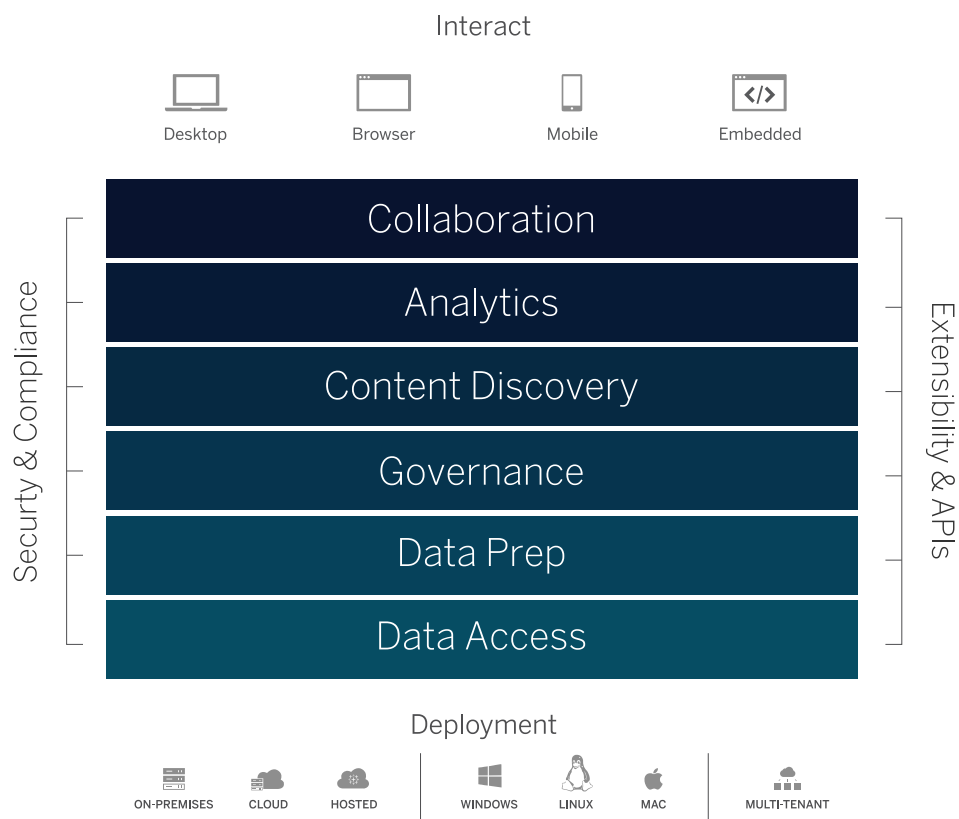 Interact
Desktop
Browser
Mobile
</>
Embedded
Collaboration
Analytics
Content Discovery
Governance
Data Prep
Data Access
Securty & Compliance
Extensibility & APIs
Deployment
ON-PREMISES
CLOUD
HOSTED
WINDOWS
LINUX
MAC
MULTI-TENANT